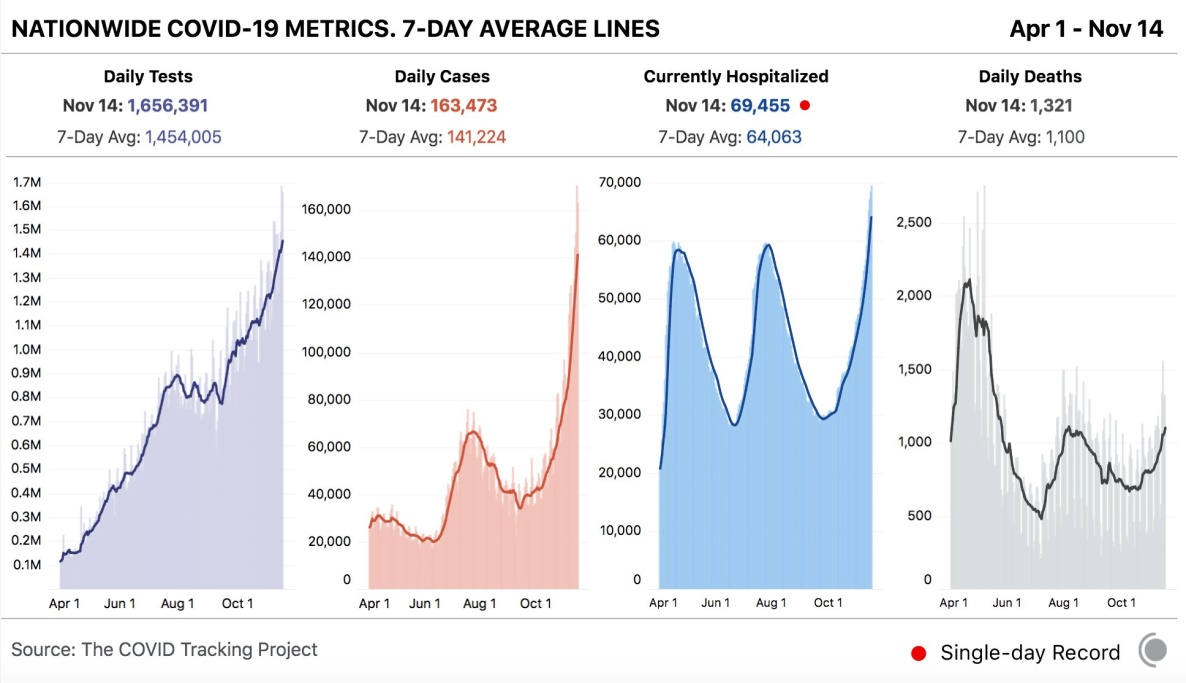 NATIONWIDE COVID-19 METRICS. 7-DAY AVERAGE LINES
Apr 1 - Nov 14
Daily Tests
Nov 14: 1,656,391
7-Day Avg: 1,454,005
Daily Cases
Nov 14: 163,473
7-Day Avg: 141,224
Currently Hospitalized
Nov 14: 69,455
7-Day Avg: 64,063
Daily Deaths
Nov 14: 1,321
7-Day Avg: 1,100
1.7M
1.6M
1.5M
1.4M
1.3M
1.2M
1.1M
1.0M
0.9M
0.8M
0.7M
0.6M
0.5M
0.4M
0.3M
0.2M
0.1M
Apr 1 Jun 1 Aug 1 Oct 1
160,000
140,000
120,000
100,000
80,000
60,000
40,000
20,000
0
Apr 1 Jun 1 Aug 1 Oct 1
70,000
60,000
50,000
40,000
30,000
20,000
10,000
0
Apr 1 Jun 1 Aug 1 Oct 1
2,500
2,000
1,500
1,000
500
0
Apr 1 Jun 1 Aug 1 Oct 1
Source: The COVID Tracking Project
Single-day Record